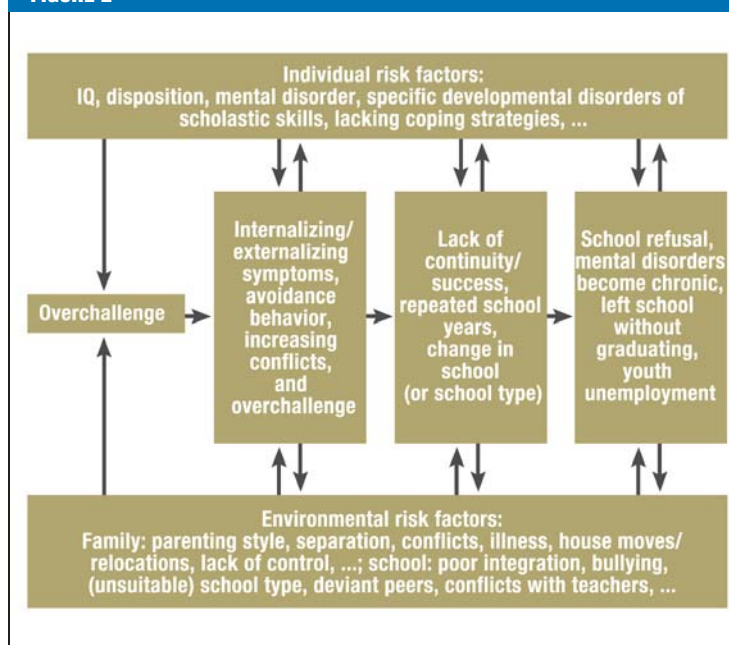 Individual risk factors:
IQ, disposition, mental disorder, specific developmental disorders of
scholastic skills, lacking coping strategies, ...
Overchallenge
Internalizing/
externalizing
symptoms,
avoidance
behavior,
increasing
conflicts,
and
overchallenge
Lack of
continuity/
success,
repeated school
years,
change in
school
(or school type)
School refusal,
mental disorders
become chronic,
left school
without
graduating,
youth
unemployment
Environmental risk factors:
Family: parenting style, separation, conflicts, illness, house moves/
relocations, lack of control, ...; school: poor integration, bullying,
(unsuitable) school type, deviant peers, conflicts with teachers, ...